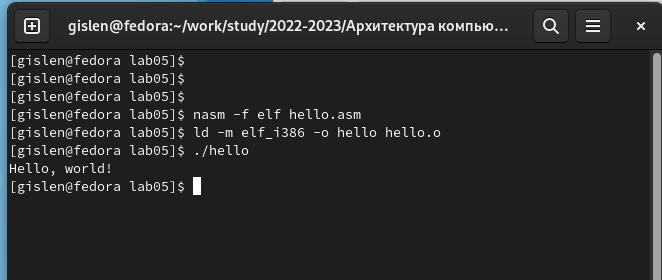 gislen@fedora:~/work/study/2022-2023/Архитектура компью...
[gislen@fedora lab05]$
[gislen@fedora lab05]$
[gislen@fedora lab05]$
[gislen@fedora lab05]$ nasm -f elf hello.asm
[gislen@fedora lab05]$ ld -m elf_i386 -o hello hello.o
[gislen@fedora lab05]$ ./hello
Hello, world!
[gislen@fedora lab05]$